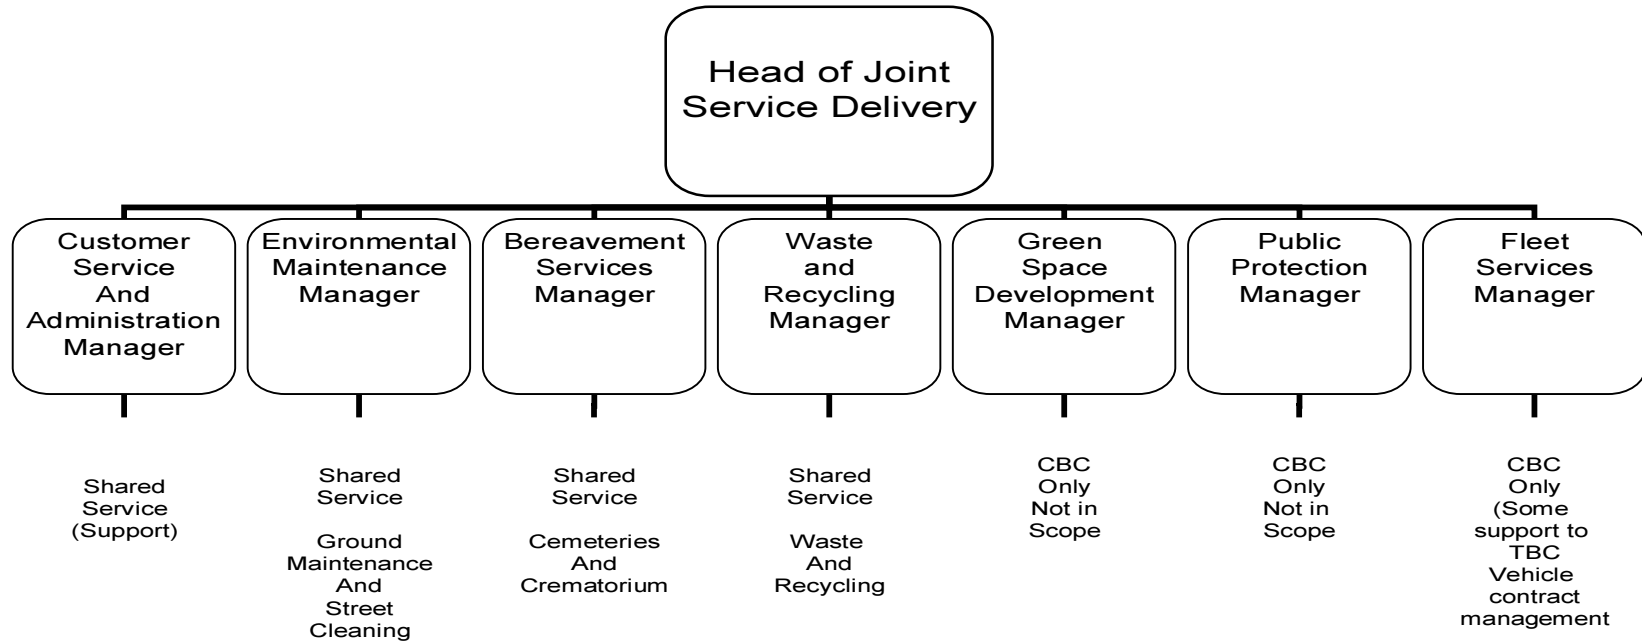 Head of Joint
Service Delivery
Customer
Service
And
Administration
Manager
Environmental
Maintenance
Manager
Bereavement
Services
Manager
Waste
and
Recycling
Manager
Green
Space
Development
Manager
Public
Protection
Manager
Fleet
Services
Manager
Shared
Service
(Support)
Shared
Service
Ground
Maintenance
And
Street
Cleaning
Shared
Service
Cemeteries
And
Crematorium
Shared
Service
Waste
And
Recycling
CBC
Only
Not in
Scope
CBC
Only
Not in
Scope
CBC
Only
(Some
support to
TBC
Vehicle
contract
management